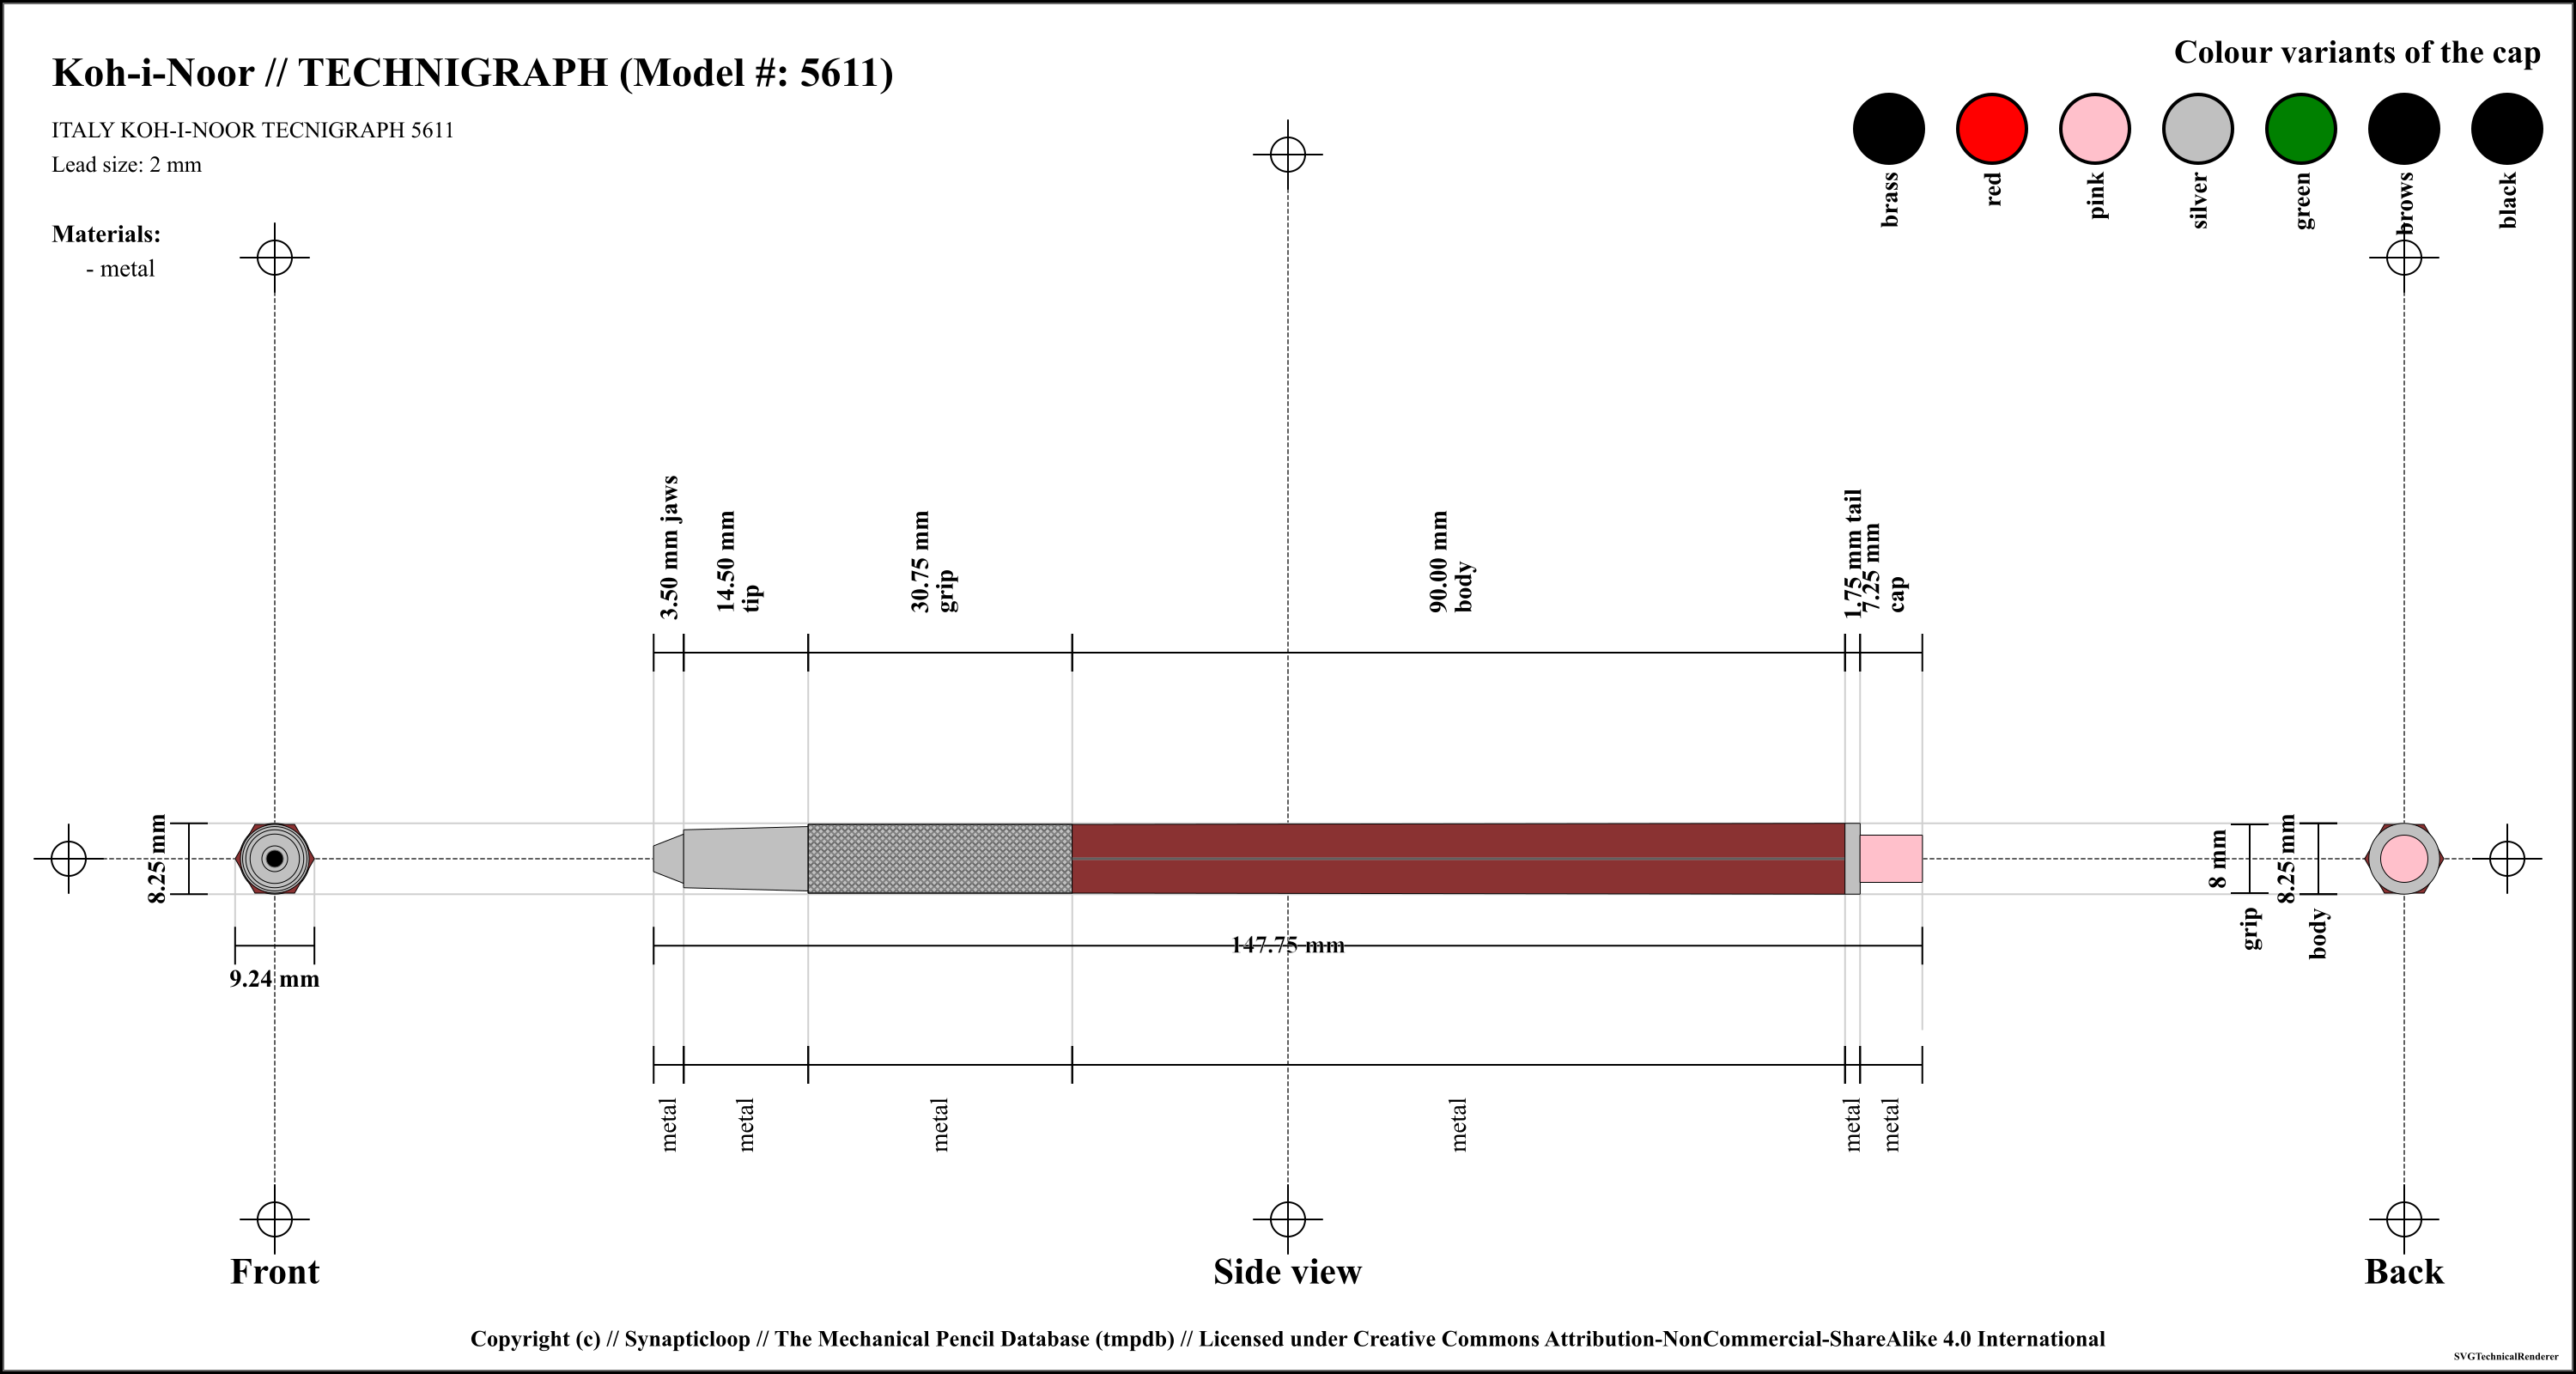 Koh-i-Noor // TECHNIGRAPH (Model #: 5611)
ITALY KOH-I-NOOR TECNIGRAPH 5611
Lead size: 2 mm
Materials:
- metal
Colour variants of the cap
brass
red
pink
silver
green
brows
black
3.50 mm jaws
14.50 mm
tip
30.75 mm
grip
90.00 mm
body
1.75 mm tail
7.25 mm
cap
8.25 mm
9.24 mm
147.75 mm
8 mm
grip
8.25 mm
body
metal
metal
metal
metal
metal
metal
Front
Side view
Back
Copyright (c) // Synapticloop // The Mechanical Pencil Database (tmpdb) // Licensed under Creative Commons Attribution-NonCommercial-ShareAlike 4.0 International
SVGTechnicalRenderer